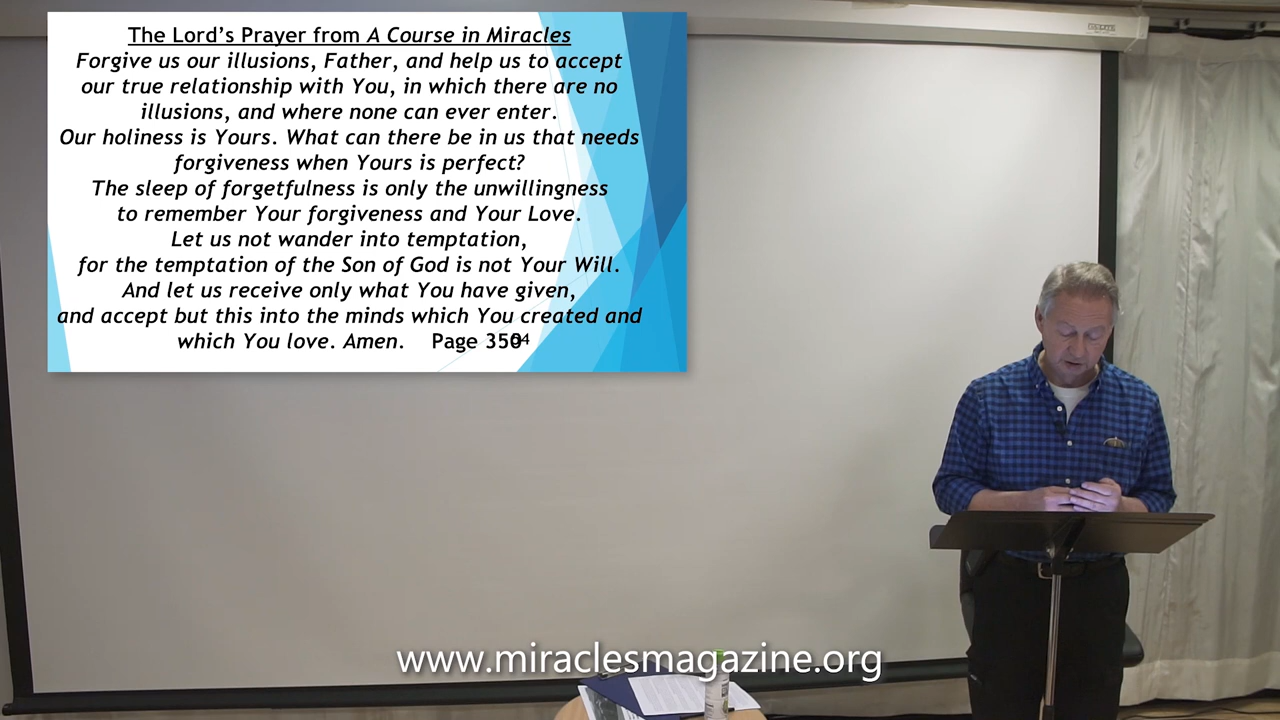 The Lord's Prayer from A Course in Miracles
Forgive us our illusions, Father, and help us to accept
our true relationship with You, in which there are no
illusions, and where none can ever enter.
Our holiness is Yours. What can there be in us that needs
forgiveness when Yours is perfect?
The sleep of forgetfulness is only the unwillingness
to remember Your forgiveness and Your Love.
Let us not wander into temptation,
for the temptation of the Son of God is not Your Will.
And let us receive only what You have given,
and accept but this into the minds which You created and
which You love. Amen. Page 350
www.miraclesmagazine.org